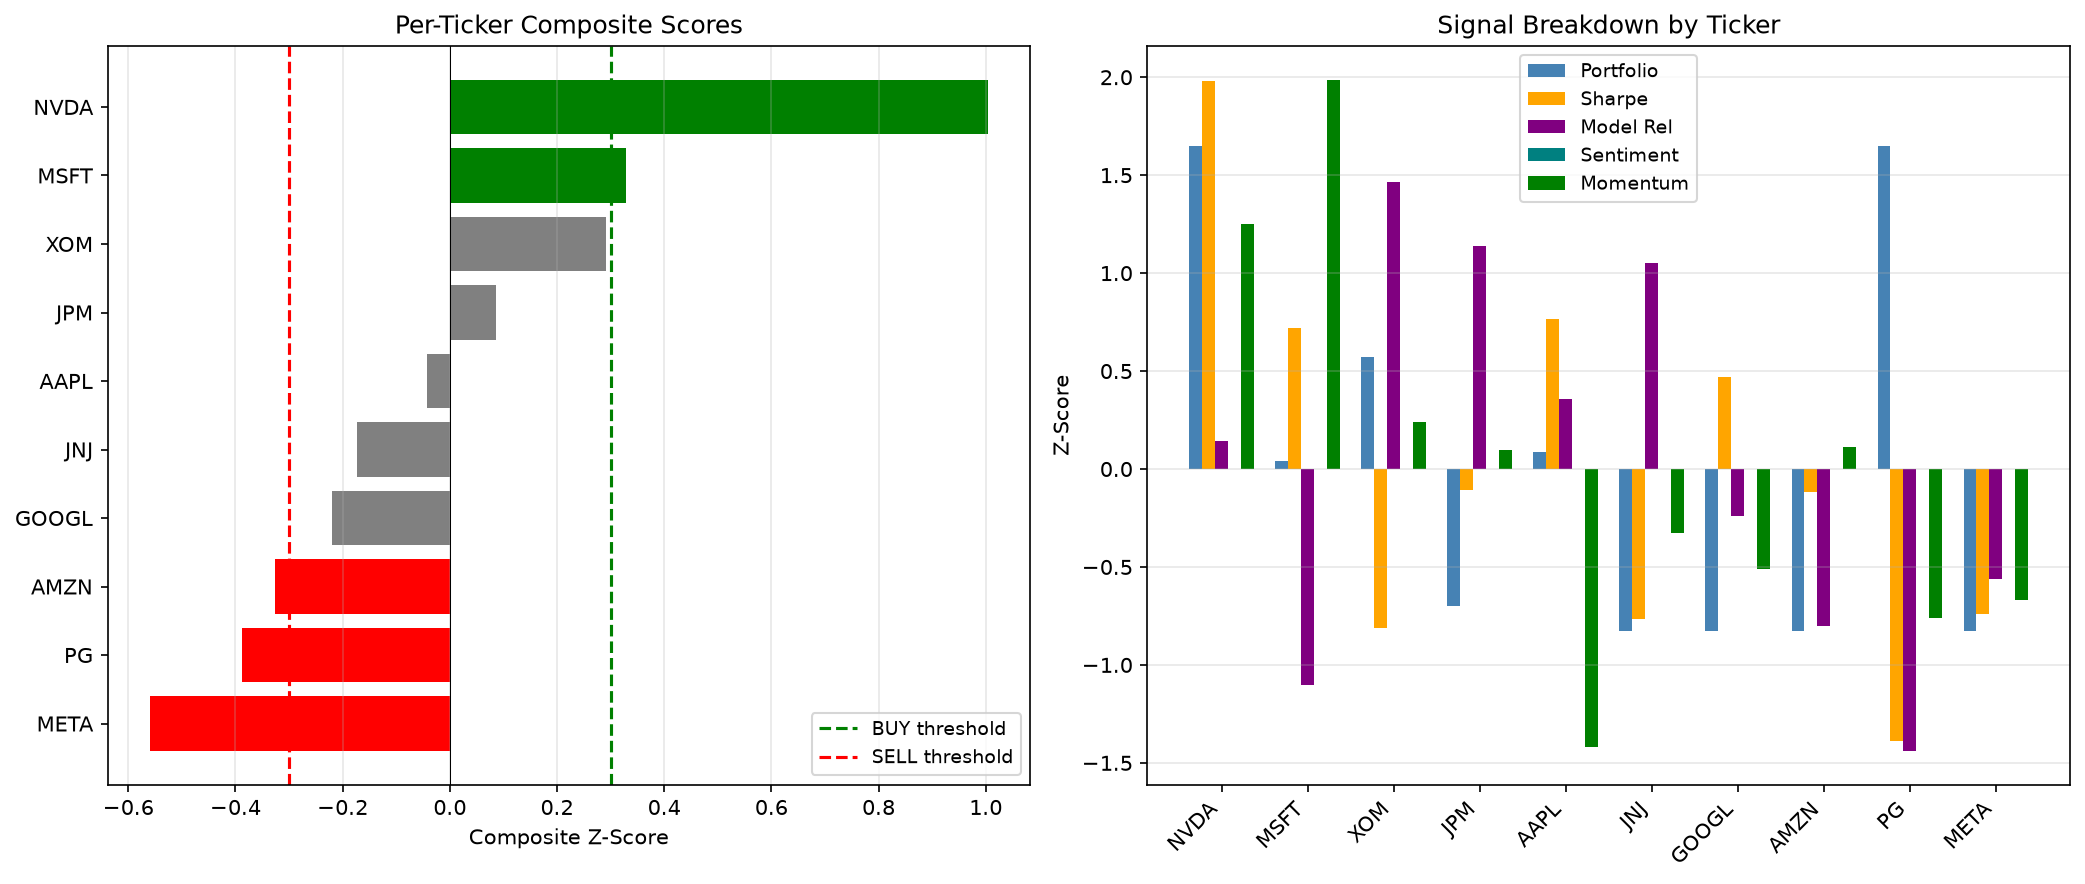 Per-Ticker Composite Scores
NVDA
MSFT
XOM
JPM
AAPL
JNJ
GOOGL
AMZN
PG
META
BUY threshold
SELL threshold
−0.6 −0.4 −0.2 0.0 0.2 0.4 0.6 0.8 1.0
Composite Z-Score
Signal Breakdown by Ticker
Portfolio
Sharpe
Model Rel
Sentiment
Momentum
Z-Score
2.0
1.5
1.0
0.5
0.0
−0.5
−1.0
−1.5
NVDA MSFT XOM JPM AAPL JNJ GOOGL AMZN PG META